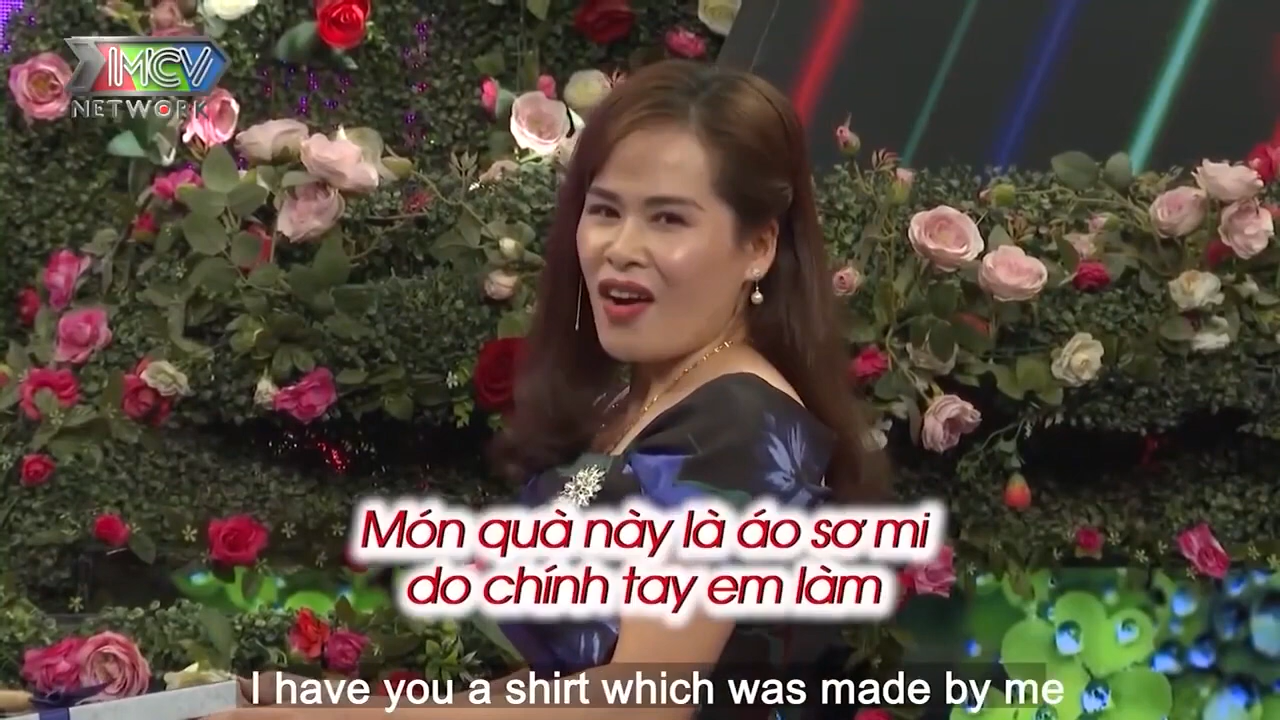 MCV
NETWORK
Món quà này là áo sơ mi
do chính tay em làm
I have you a shirt which was made by me